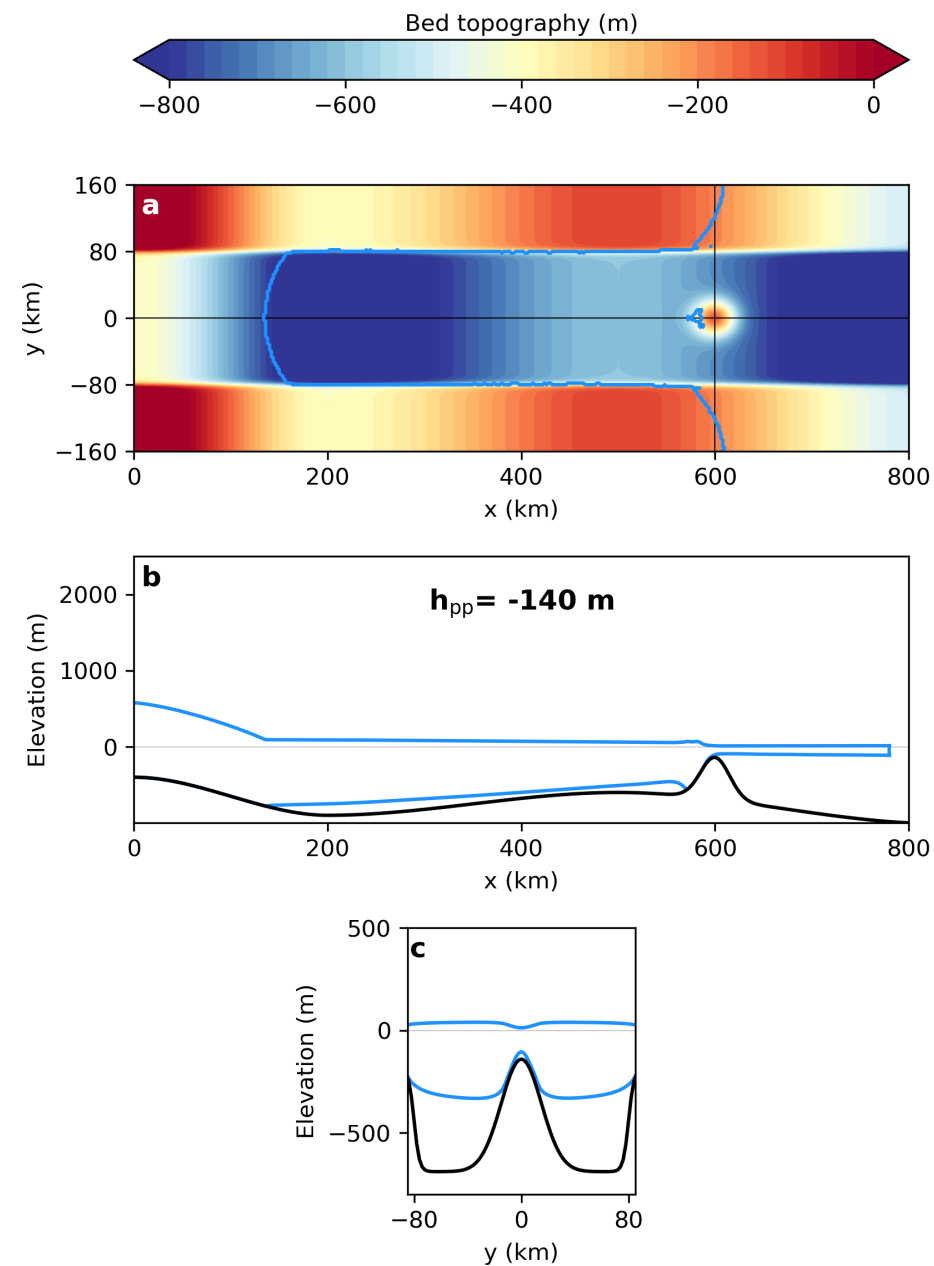 Bed topography (m)
−800 −600 −400 −200 0
a
160
80
0
−80
−160
y (km)
0 200 400 600 800
x (km)
b
h_pp= -140 m
2000
1000
0
Elevation (m)
0 200 400 600 800
x (km)
c
500
0
−500
Elevation (m)
−80 0 80
y (km)